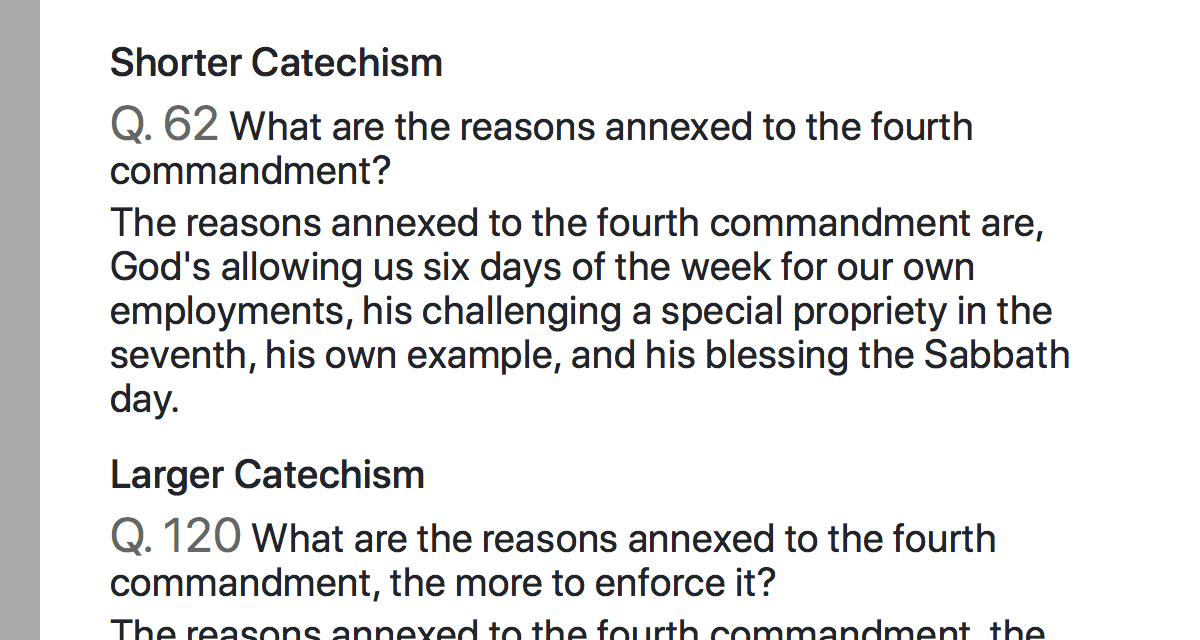 Shorter Catechism
Q. 62 What are the reasons annexed to the fourth
commandment?
The reasons annexed to the fourth commandment are,
God's allowing us six days of the week for our own
employments, his challenging a special propriety in the
seventh, his own example, and his blessing the Sabbath
day.
Larger Catechism
Q. 120 What are the reasons annexed to the fourth
commandment, the more to enforce it?
The reasons annexed to the fourth commandment, the